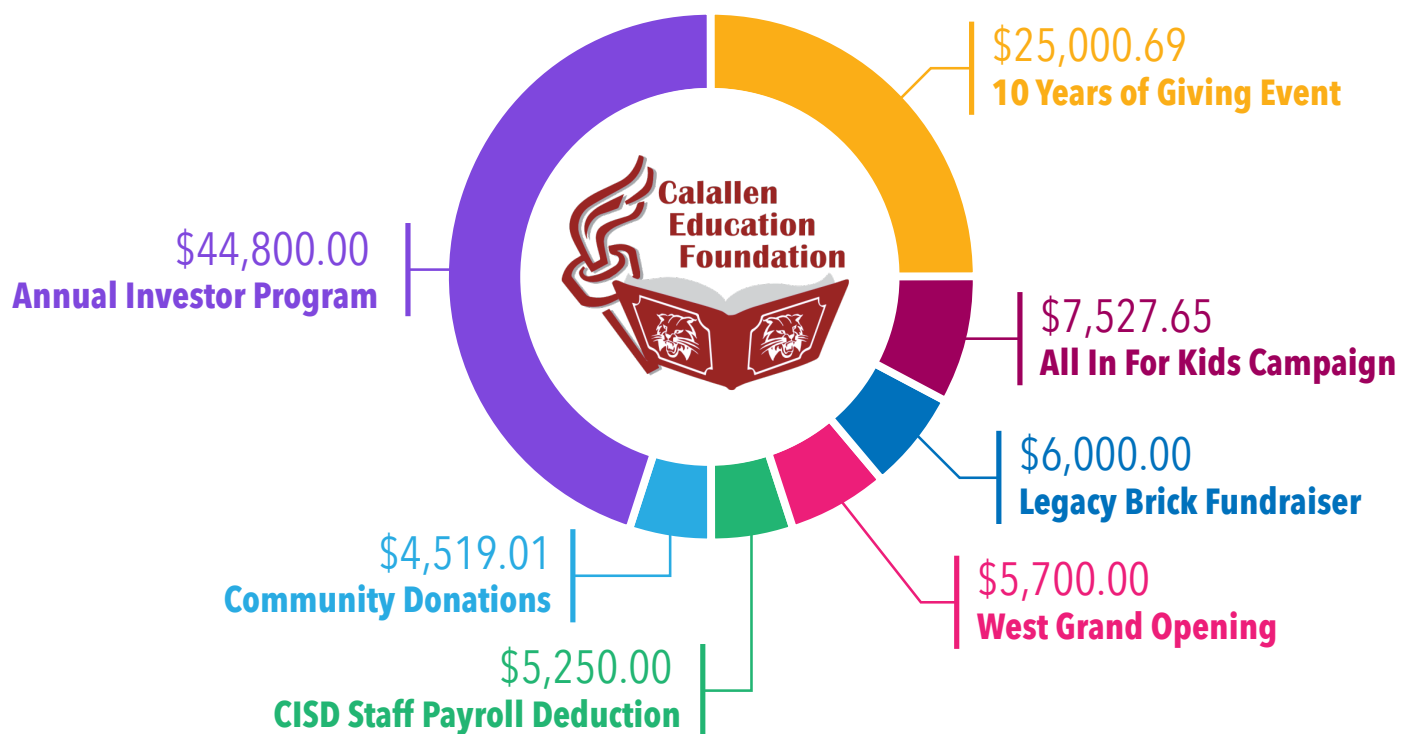 $25,000.69
10 Years of Giving Event
Calallen
Education
Foundation
$44,800.00
Annual Investor Program
$7,527.65
All In For Kids Campaign
$6,000.00
Legacy Brick Fundraiser
$5,700.00
West Grand Opening
$4,519.01
Community Donations
$5,250.00
CISD Staff Payroll Deduction